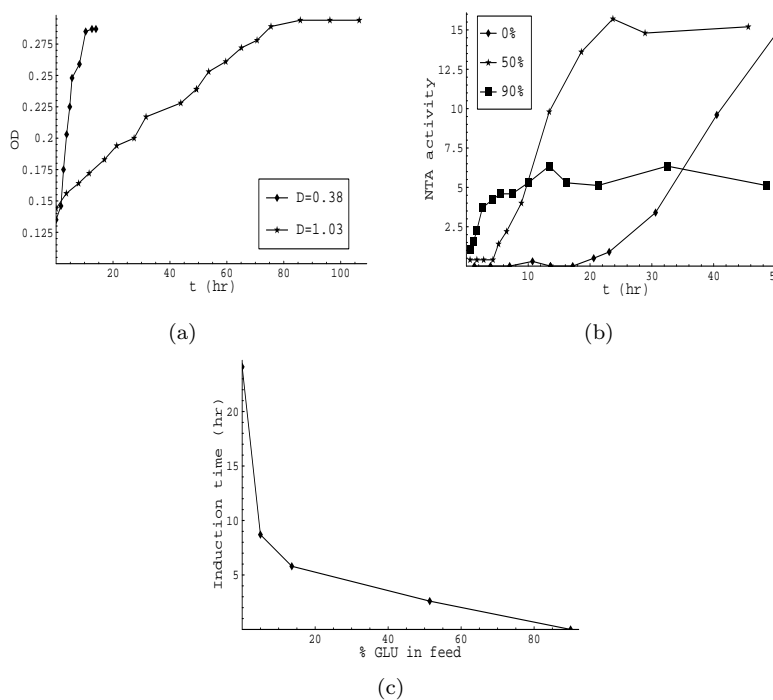 0.275
0.25
0.225
0.2
0.175
0.15
0.125
OD
20 40 60 80 100
t (hr)
D=0.38
D=1.03
(a)
15
12.5
10
7.5
5
2.5
NTA activity
0%
50%
90%
10 20 30 40 50
t (hr)
(b)
20
15
10
5
Induction time (hr)
20 40 60 80
% GLU in feed
(c)